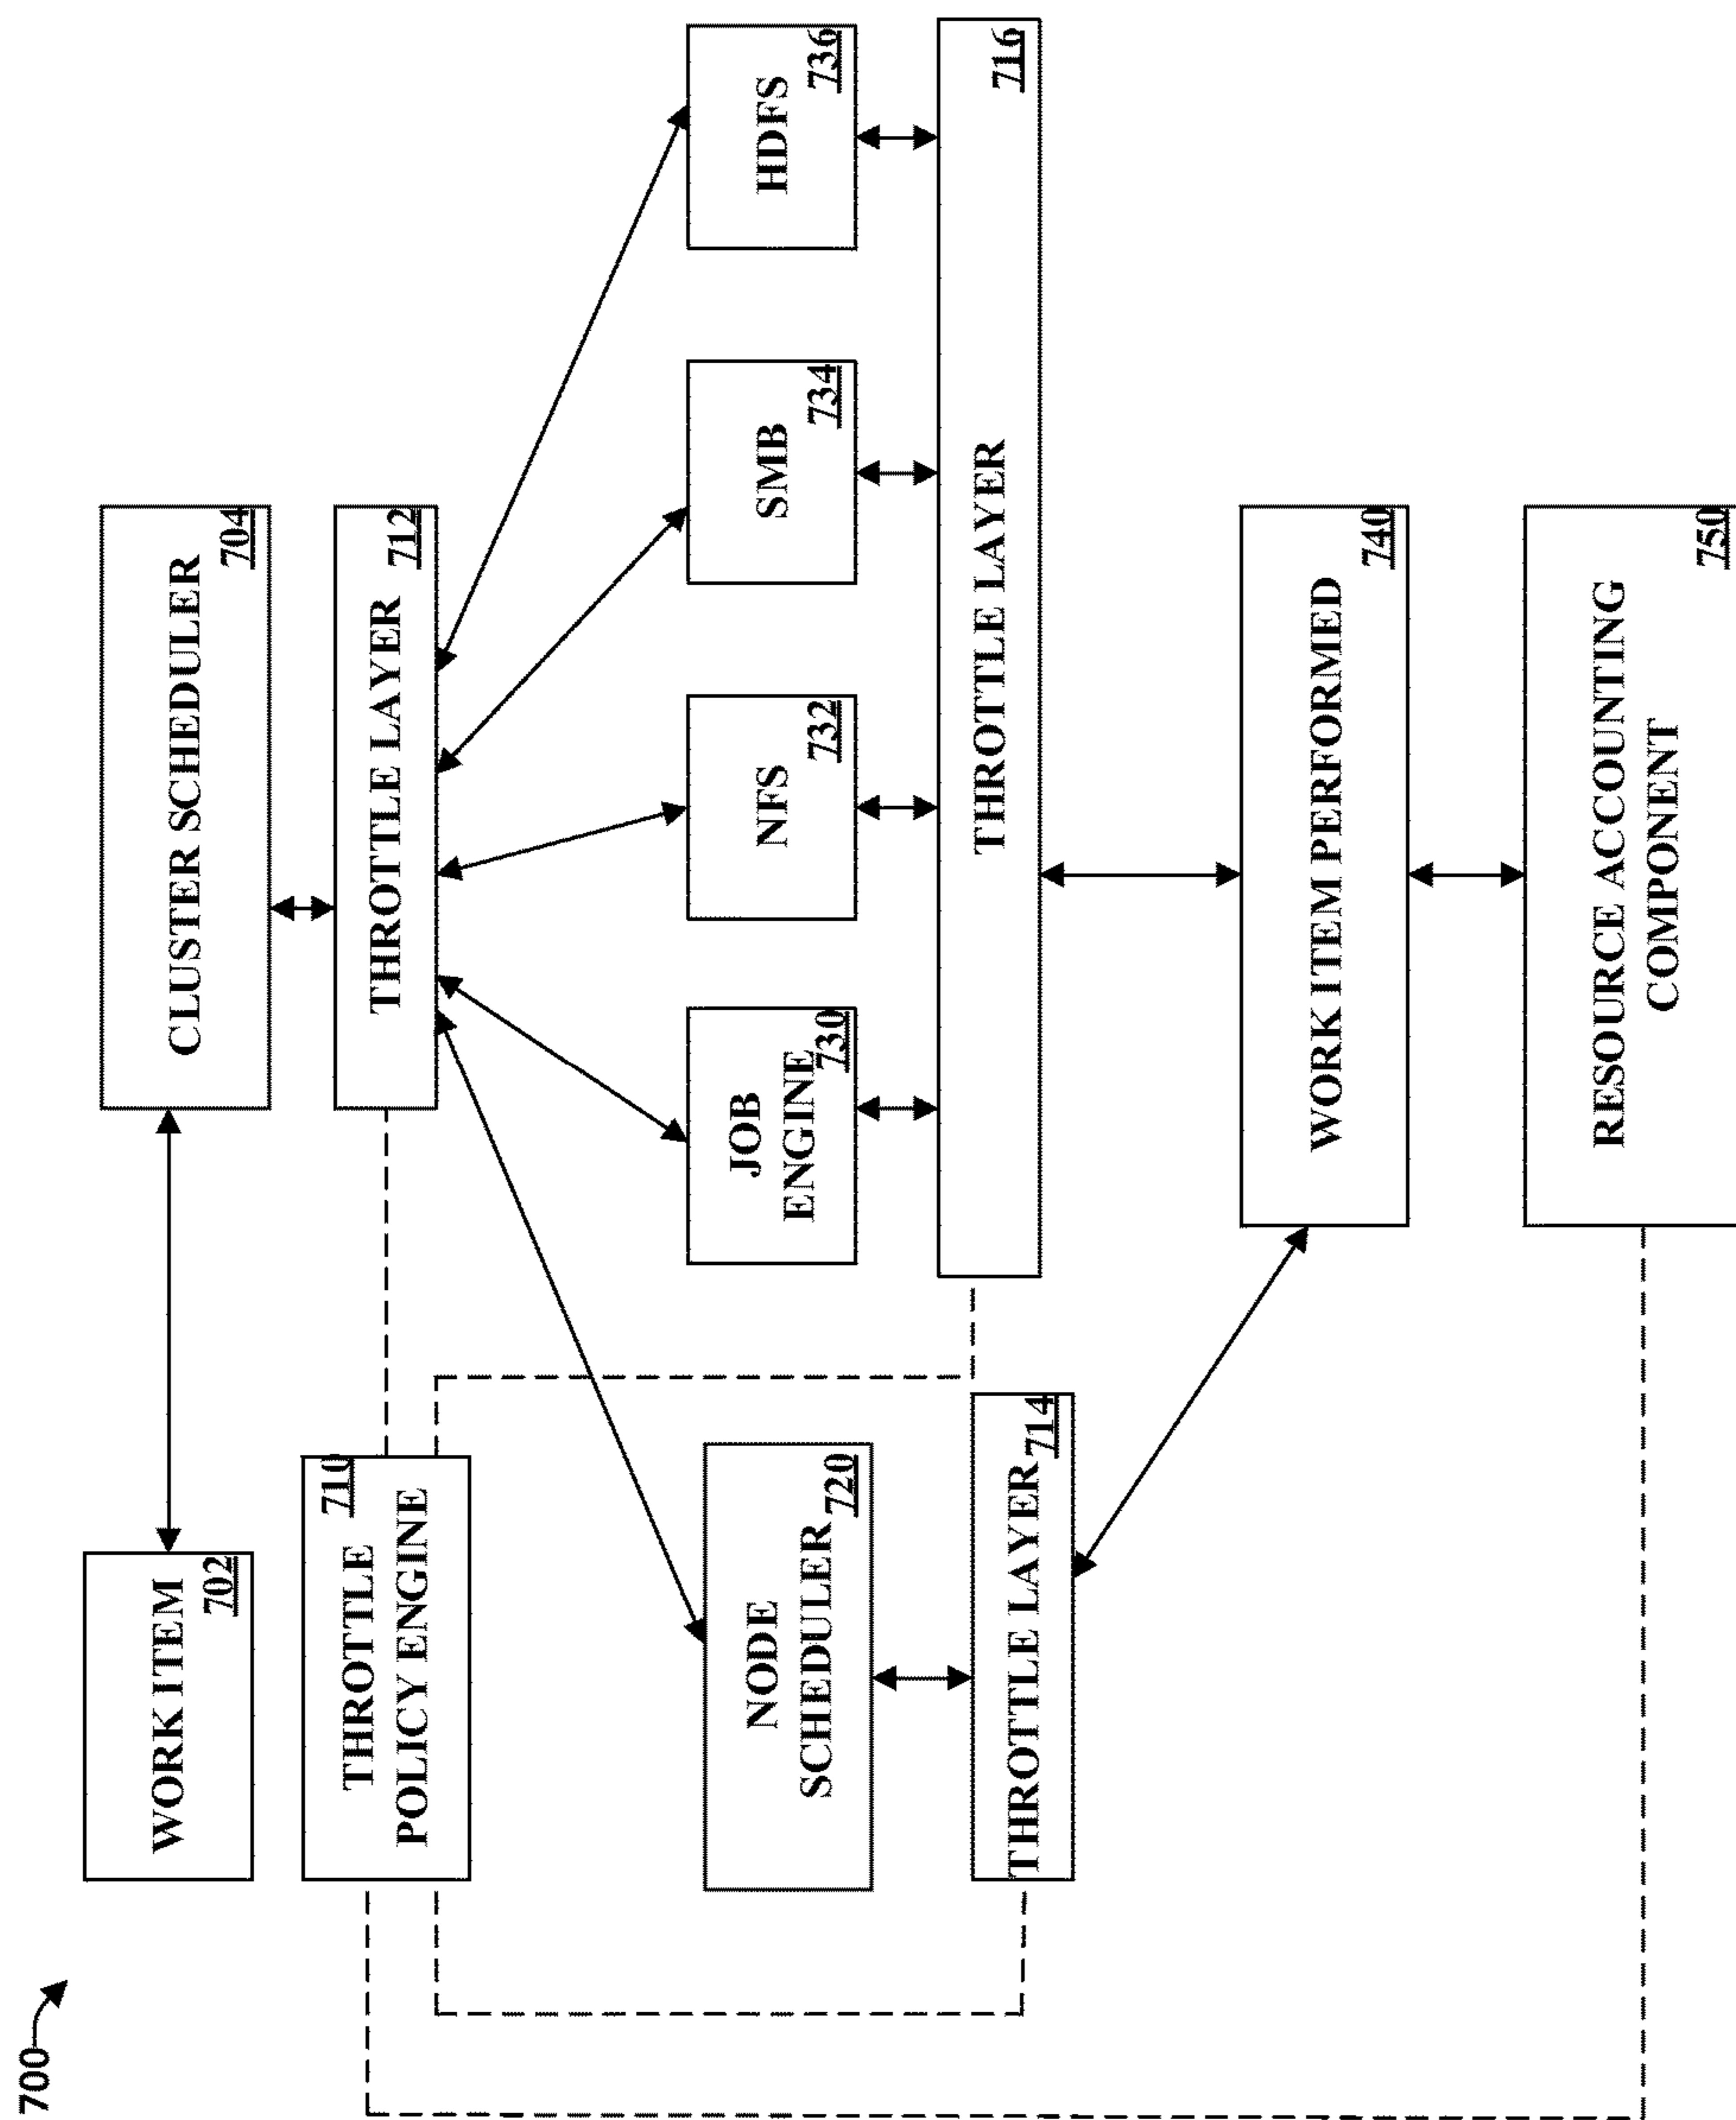 700
WORK ITEM
702
CLUSTER SCHEDULER
704
THROTTLE
POLICY ENGINE
710
THROTTLE LAYER
712
NODE
SCHEDULER
720
JOB
ENGINE
730
NFS
732
SMB
734
HDFS
736
THROTTLE LAYER
714
THROTTLE LAYER
716
WORK ITEM PERFORMED
740
RESOURCE ACCOUNTING
COMPONENT
750